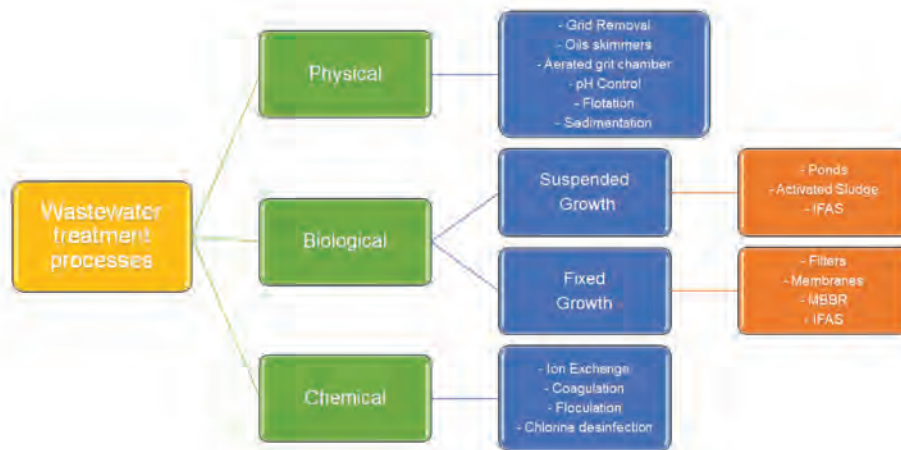 Wastewater
treatment
processes
Physical
- Grid Removal
- Oils skimmers
- Aerated grit chamber
- pH Control
- Flotation
- Sedimentation
Biological
Suspended
Growth
- Ponds
- Activated Sludge
- IFAS
Fixed
Growth
- Filters
- Membranes
- MBBR
- IFAS
Chemical
- Ion Exchange
- Coagulation
- Floculation
- Chlorine desinfection